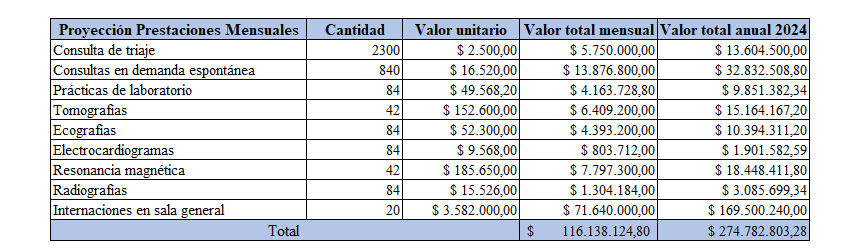 Proyección Prestaciones Mensuales Cantidad Valor unitario Valor total mensual Valor total anual 2024
Consulta de triaje 2300 $ 2.500,00 $ 5.750.000,00 $ 13.604.500,00
Consultas en demanda espontánea 840 $ 16.520,00 $ 13.876.800,00 $ 32.832.508,80
Prácticas de laboratorio 84 $ 49.568,20 $ 4.163.728,80 $ 9.851.382,34
Tomografías 42 $ 152.600,00 $ 6.409.200,00 $ 15.164.167,20
Ecografías 84 $ 52.300,00 $ 4.393.200,00 $ 10.394.311,20
Electrocardiogramas 84 $ 9.568,00 $ 803.712,00 $ 1.901.582,59
Resonancia magnética 42 $ 185.650,00 $ 7.797.300,00 $ 18.448.411,80
Radiografías 84 $ 15.526,00 $ 1.304.184,00 $ 3.085.699,34
Internaciones en sala general 20 $ 3.582.000,00 $ 71.640.000,00 $ 169.500.240,00
Total $ 116.138.124,80 $ 274.782.803,28